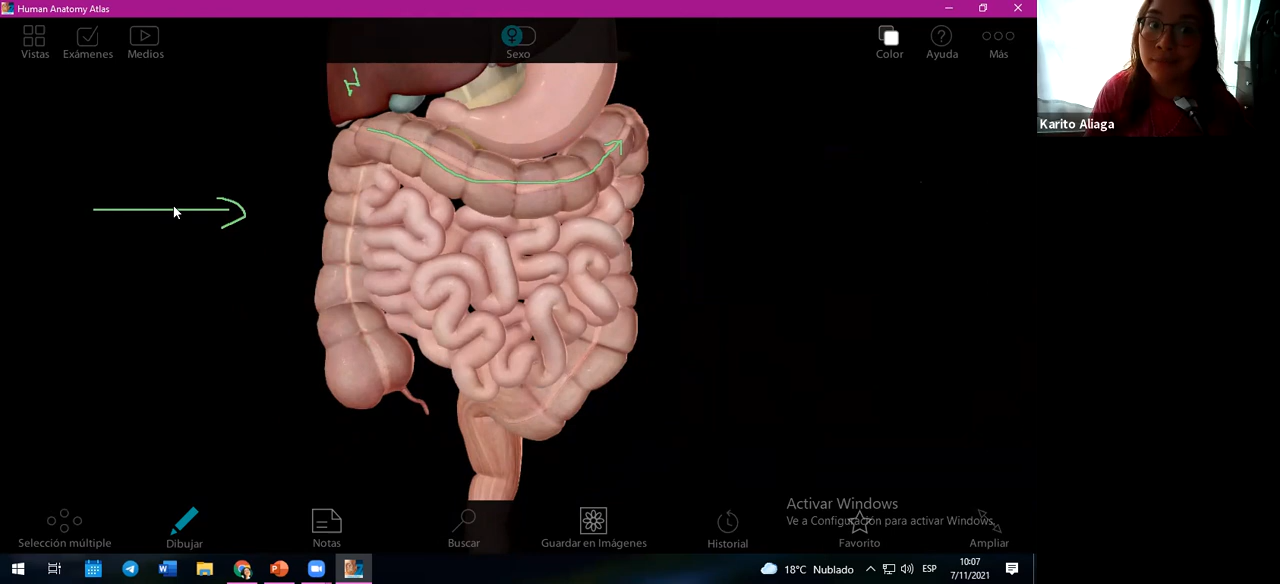 Human Anatomy Atlas
Vistas
Exámenes
Medios
Sexo
Color
Ayuda
Más
Karito Aliaga
N
Activar Windows
Ve a Configuración para activar Windows.
Selección múltiple
Dibujar
Notas
Buscar
Guardar en Imágenes
Historial
Favorito
Ampliar
18°C Nublado
ESP
10:07
7/11/2021